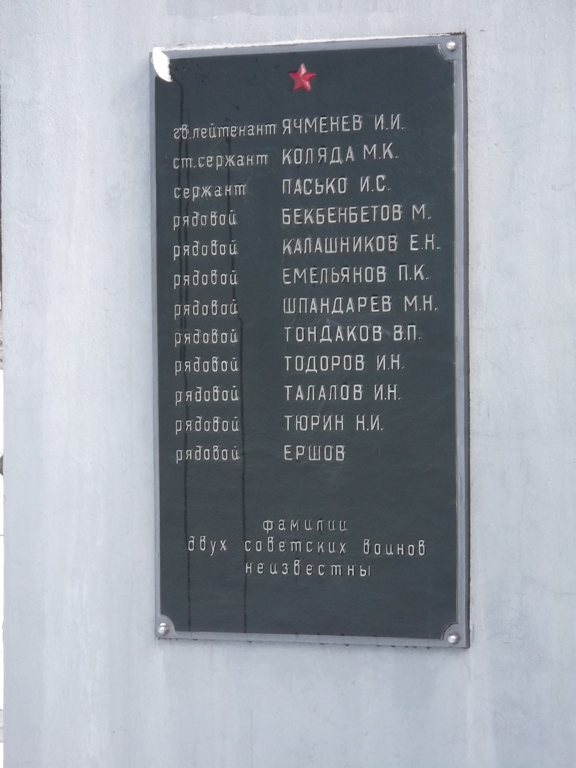 гв.лейтенант ЯЧМЕНЕВ И.И.
ст.сержант КОЛЯДА М.К.
сержант ПАСЬКО И.С.
рядовой БЕКБЕНБЕТОВ М.
рядовой КАЛАШНИКОВ Е.Н.
рядовой ЕМЕЛЬЯНОВ П.К.
рядовой ШПАНДАРЕВ М.Н.
рядовой ТОНДАКОВ В.П.
рядовой ТОДОРОВ И.Н.
рядовой ТАЛАЛОВ И.Н.
рядовой ТЮРИН Н.И.
рядовой ЕРШОВ
фамилии
двух советских воинов
неизвестны